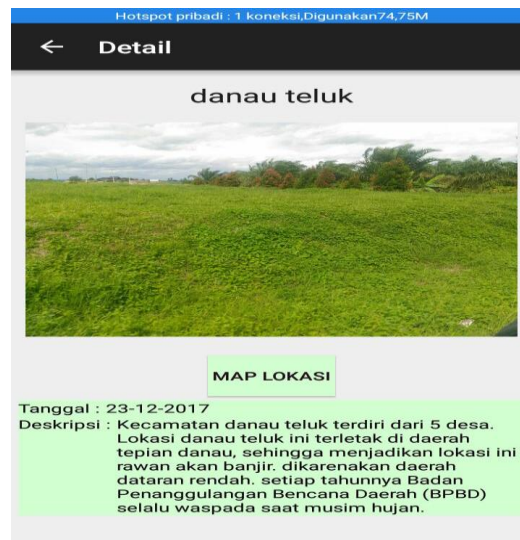 Hotspot pribadi : 1 koneksi,Digunakan74,75M
Detail
danau teluk
MAP LOKASI
Tanggal : 23-12-2017
Deskripsi : Kecamatan danau teluk terdiri dari 5 desa.
Lokasi danau teluk ini terletak di daerah
tepian danau, sehingga menjadikan lokasi ini
rawan akan banjir. dikarenakan daerah
dataran rendah. setiap tahunnya Badan
Penanggulangan Bencana Daerah (BPBD)
selalu waspada saat musim hujan.